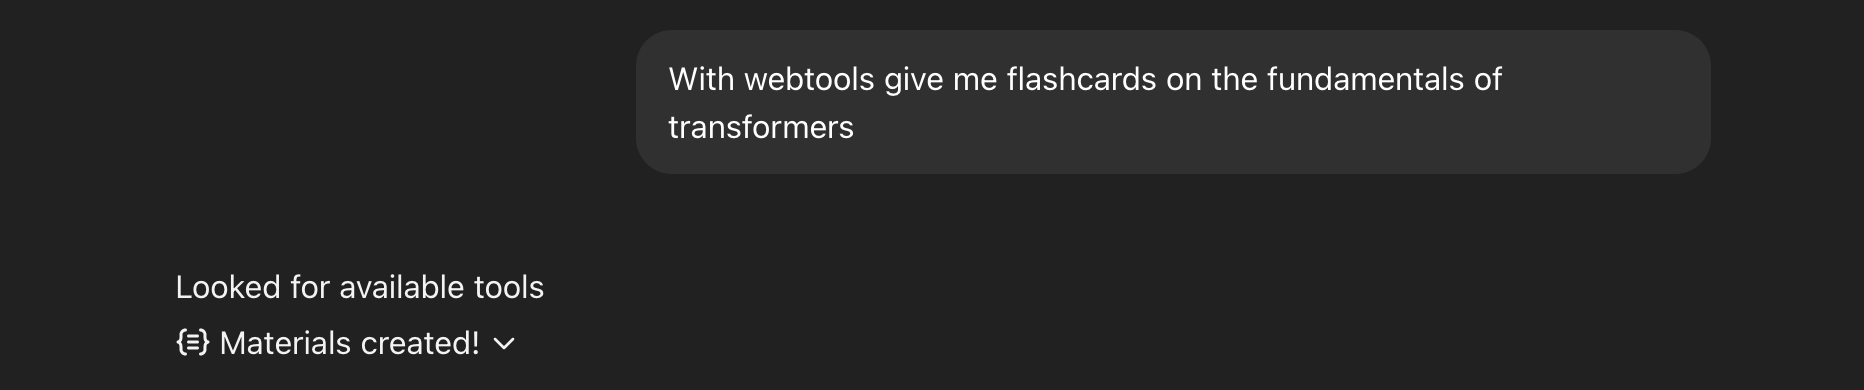 With webtools give me flashcards on the fundamentals of
transformers
Looked for available tools
Materials created!